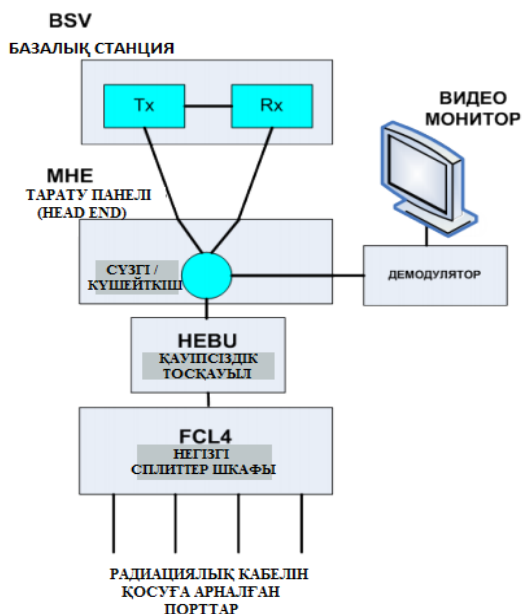 BSV
БАЗАЛЫҚ СТАНЦИЯ
Tx
Rx
ВИДЕО
МОНИТОР
MHE
ТАРАТУ ПАНЕЛІ
(HEAD END)
СҮЗГІ /
КҮШЕЙТКІШ
ДЕМОДУЛЯТОР
HEBU
ҚАУІПСІЗДІК
ТОСҚАУЫЛ
FCL4
НЕГІЗГІ
СПЛИТТЕР ШКАФЫ
РАДИАЦИЯЛЫҚ КАБЕЛІН
ҚОСУҒА АРНАЛҒАН
ПОРТТАР